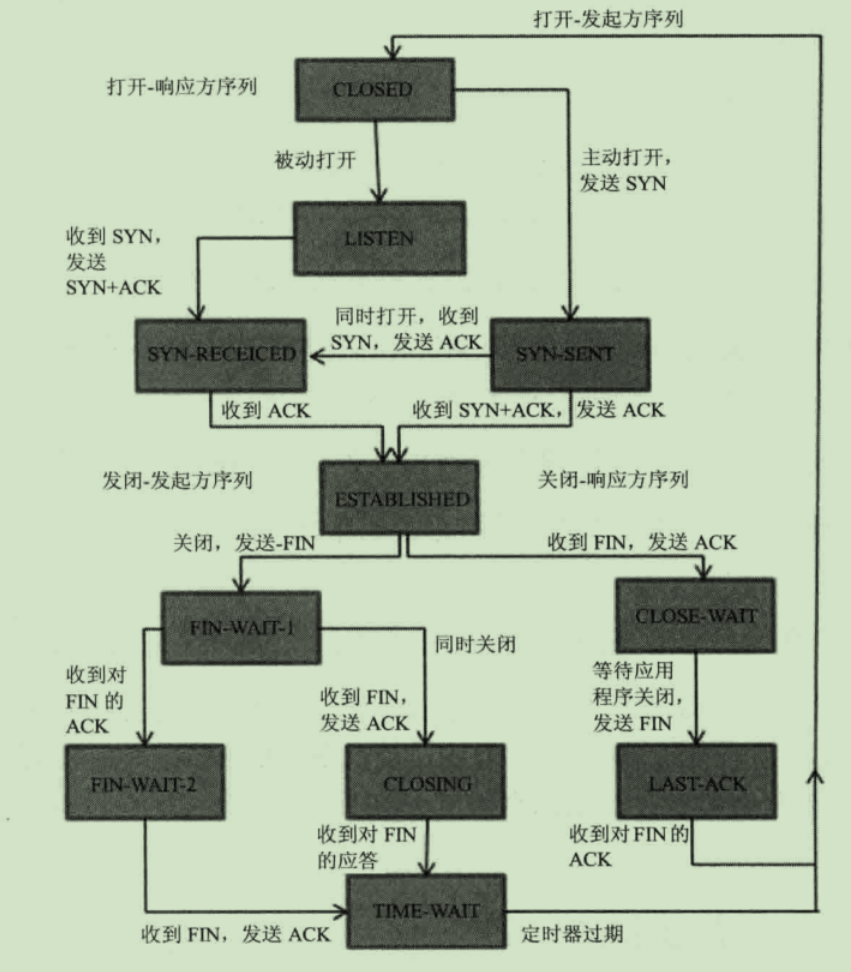 打开-发起方序列
打开-响应方序列
CLOSED
被动打开
主动打开，
发送 SYN
收到 SYN，
发送
SYN+ACK
LISTEN
同时打开，收到
SYN，发送 ACK
SYN-RECEICED
SYN-SENT
收到 ACK
收到 SYN+ACK，发送 ACK
发闭-发起方序列
ESTABLISHED
关闭-响应方序列
关闭，发送-FIN
收到 FIN，发送 ACK
FIN-WAIT-1
CLOSE-WAIT
同时关闭
收到对
FIN 的
ACK
收到 FIN，
发送 ACK
等待应用
程序关闭，
发送 FIN
FIN-WAIT-2
CLOSING
LAST-ACK
收到对 FIN
的应答
收到对FIN的
ACK
TIME-WAIT
收到 FIN，发送 ACK
定时器过期